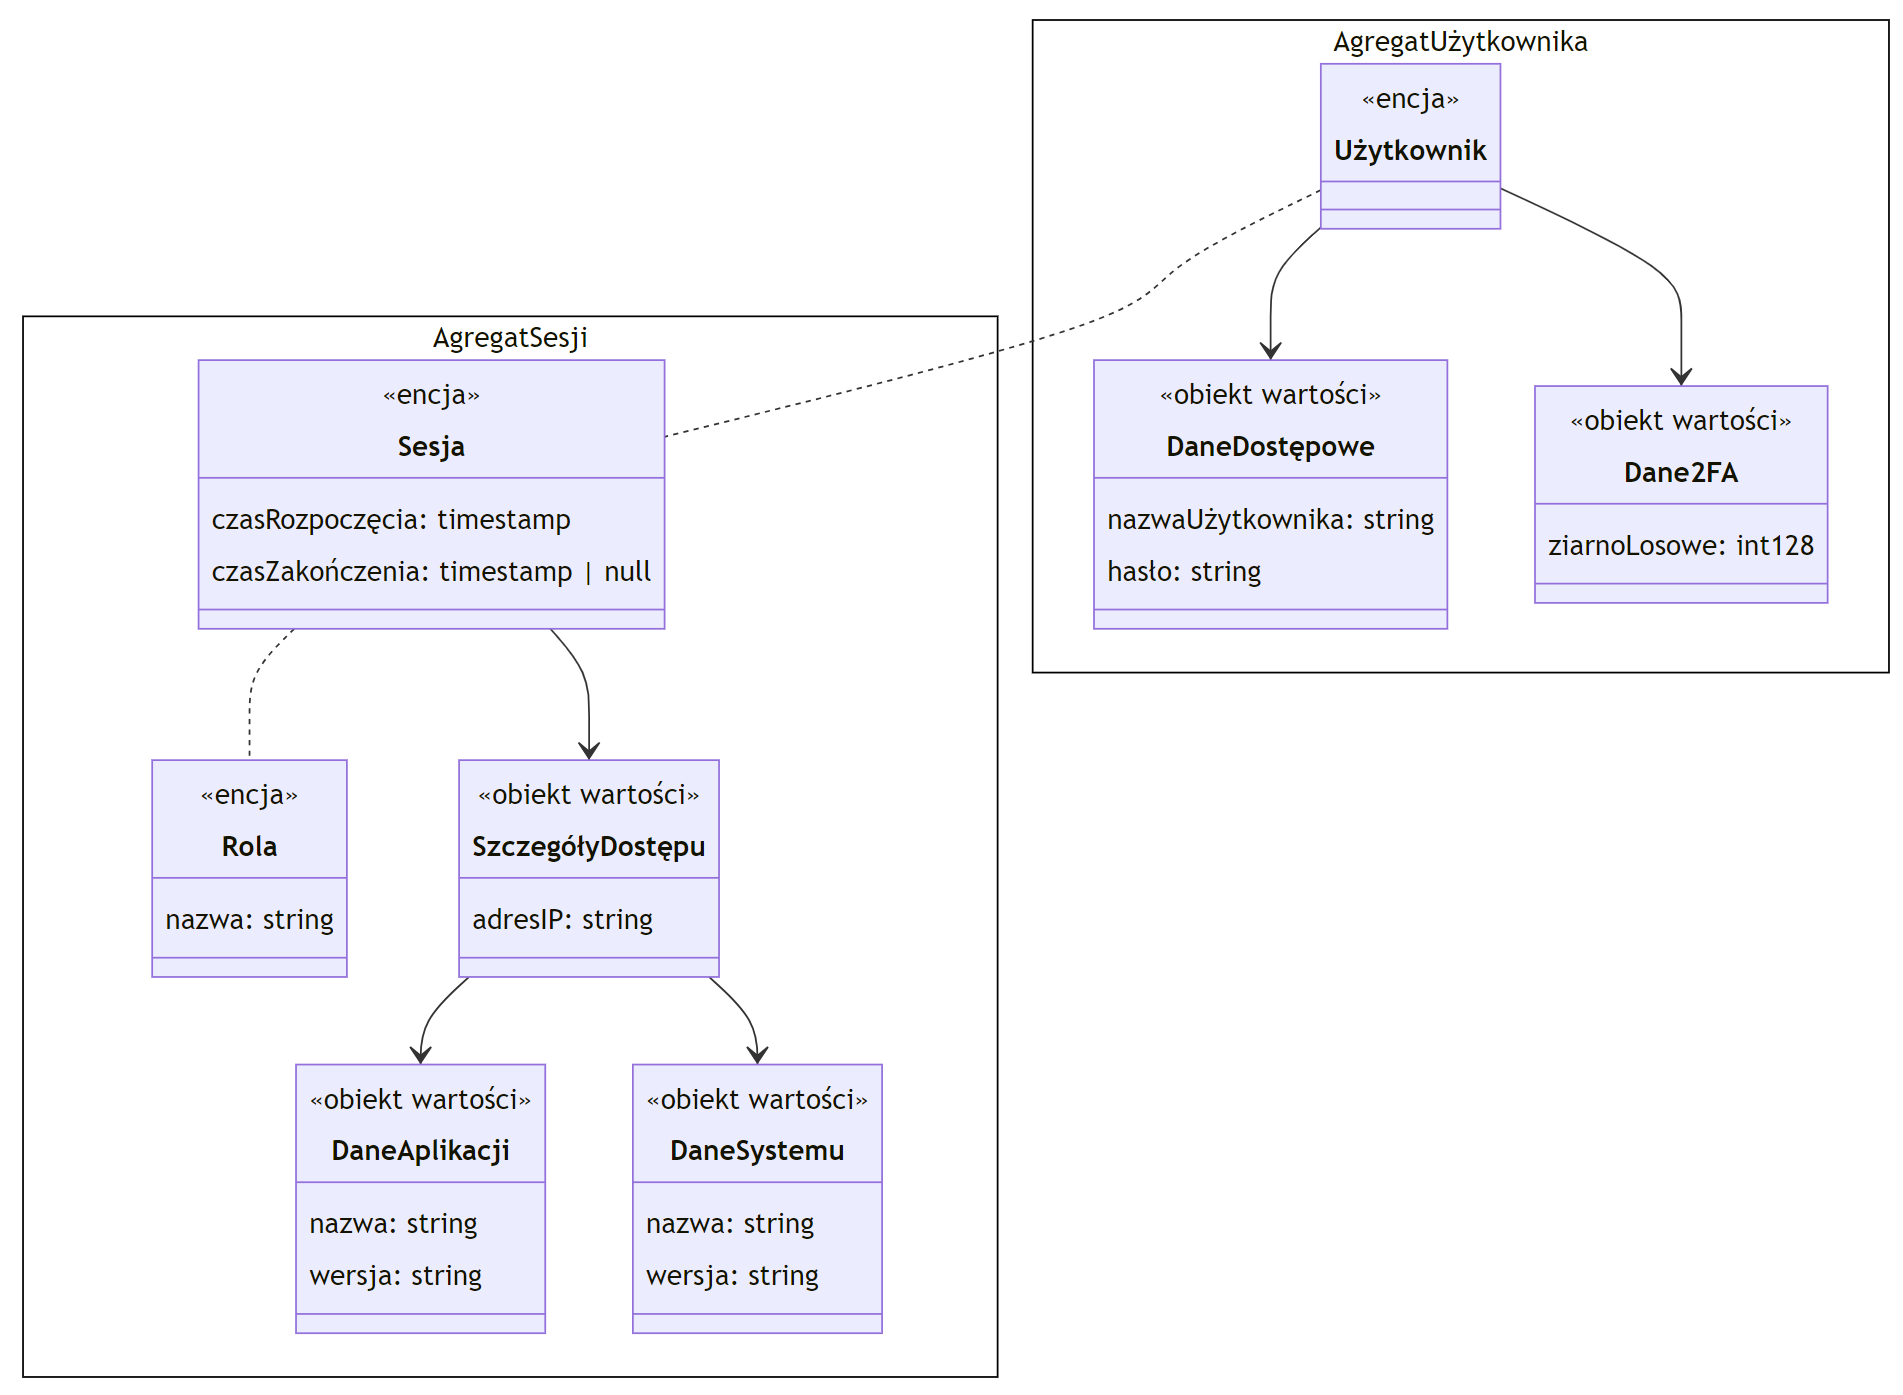 AgregatUżytkownika
«encja»
Użytkownik
AgregatSesji
«encja»
Sesja
czasRozpoczęcia: timestamp
czasZakończenia: timestamp | null
«obiekt wartości»
DaneDostępowe
nazwaUżytkownika: string
hasło: string
«obiekt wartości»
Dane2FA
ziarnoLosowe: int128
«encja»
Rola
nazwa: string
«obiekt wartości»
SzczegółyDostępu
adresIP: string
«obiekt wartości»
DaneAplikacji
nazwa: string
wersja: string
«obiekt wartości»
DaneSystemu
nazwa: string
wersja: string